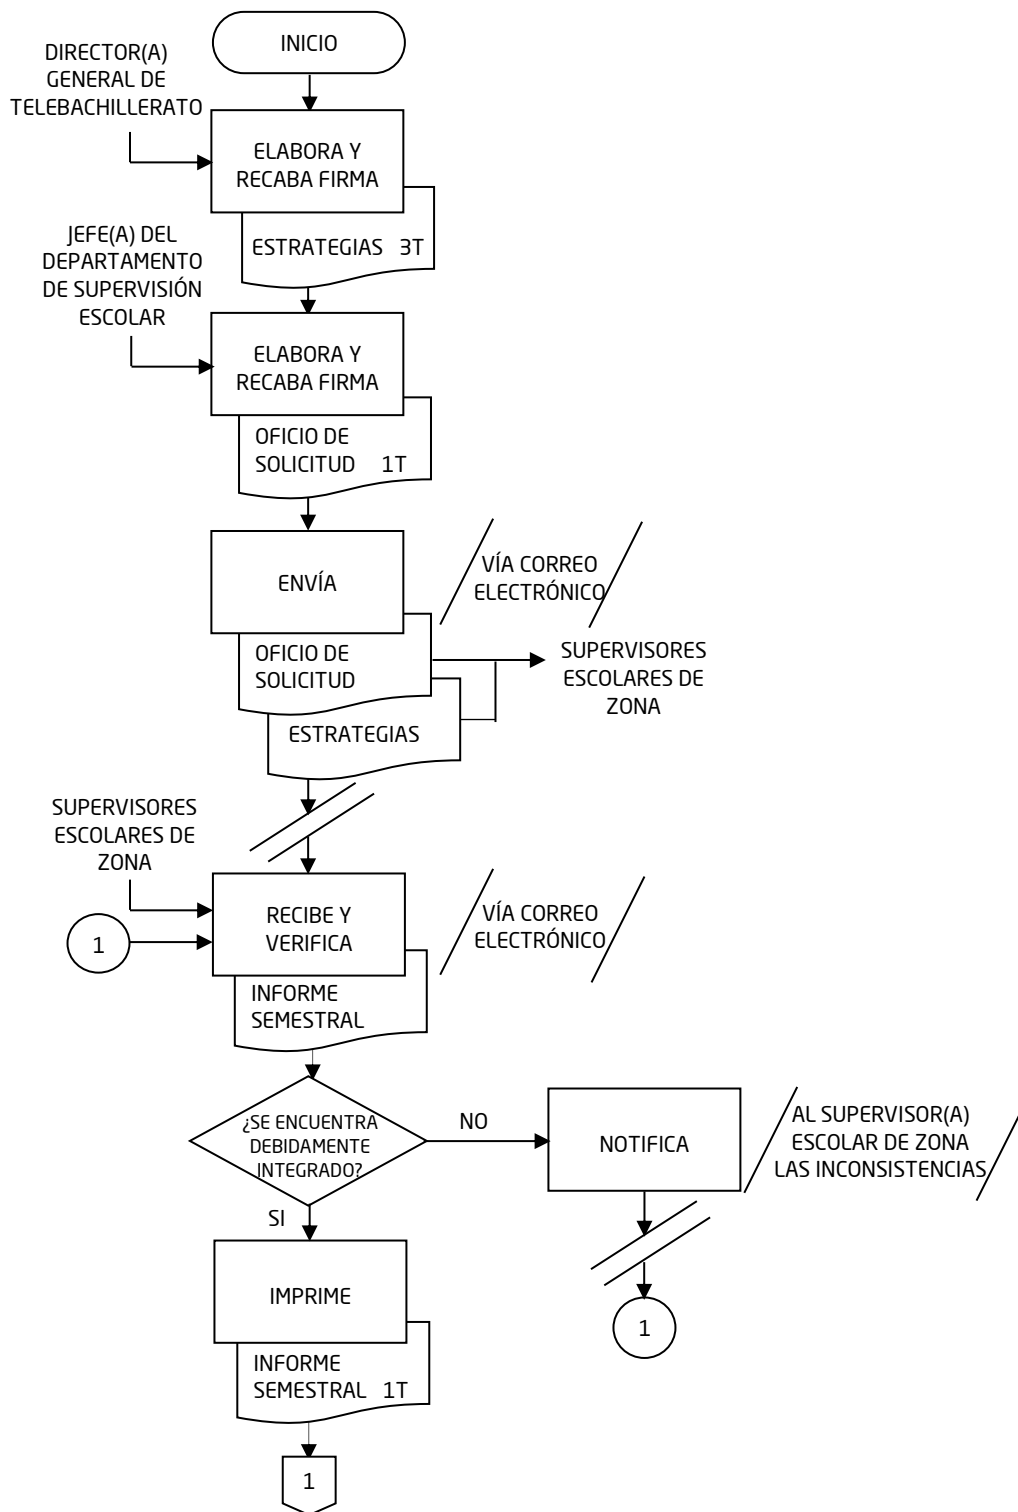 INICIO
DIRECTOR(A)
GENERAL DE
TELEBACHILLERATO
ELABORA Y
RECABA FIRMA
ESTRATEGIAS 3T
JEFE(A) DEL
DEPARTAMENTO
DE SUPERVISIÓN
ESCOLAR
ELABORA Y
RECABA FIRMA
OFICIO DE
SOLICITUD 1T
ENVÍA
VÍA CORREO
ELECTRÓNICO
OFICIO DE
SOLICITUD
ESTRATEGIAS
SUPERVISORES
ESCOLARES DE
ZONA
SUPERVISORES
ESCOLARES DE
ZONA
1
RECIBE Y
VERIFICA
VÍA CORREO
ELECTRÓNICO
INFORME
SEMESTRAL
¿SE ENCUENTRA
DEBIDAMENTE
INTEGRADO?
NO
NOTIFICA
AL SUPERVISOR(A)
ESCOLAR DE ZONA
LAS INCONSISTENCIAS
1
SI
IMPRIME
INFORME
SEMESTRAL 1T
1